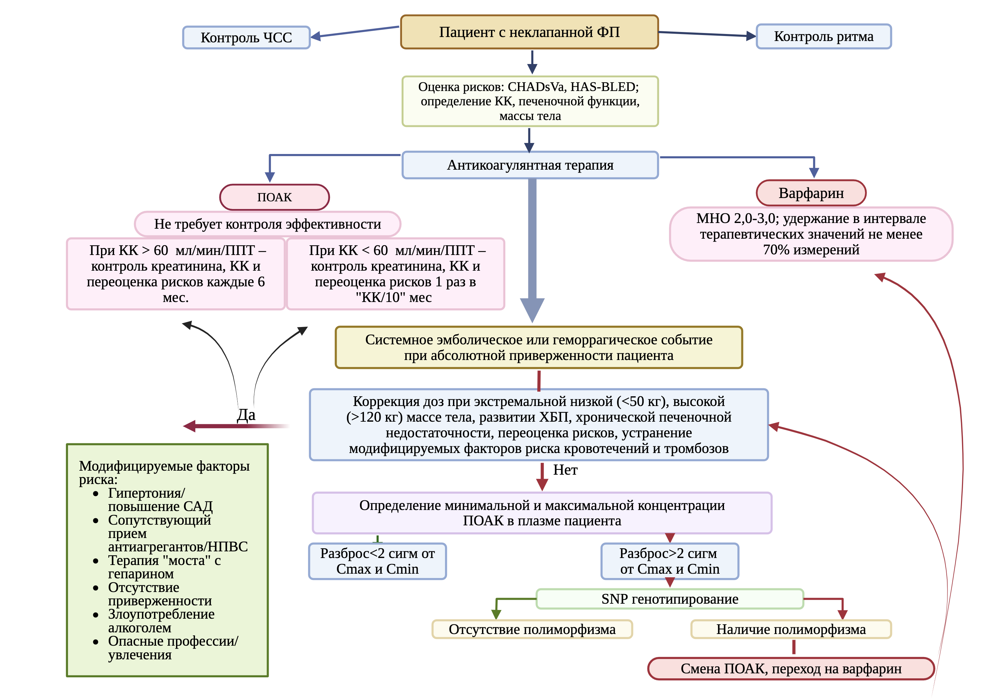 Контроль ЧСС
Пациент с неклапанной ФП
Контроль ритма
Оценка рисков: CHADsVa, HAS-BLED;
определение КК, печеночной функции,
массы тела
Антикоагулянтная терапия
ПОАК
Не требует контроля эффективности
При КК > 60  мл/мин/ППТ –
контроль креатинина, КК и
переоценка рисков каждые 6
мес.
При КК < 60  мл/мин/ППТ –
контроль креатинина, КК и
переоценка рисков 1 раз в
"КК/10" мес
Варфарин
МНО 2,0-3,0; удержание в интервале
терапевтических значений не менее
70% измерений
Системное эмболическое или геморрагическое событие
при абсолютной приверженности пациента
Коррекция доз при экстремальной низкой (<50 кг), высокой
(>120 кг) массе тела, развитии ХБП, хронической печеночной
недостаточности, переоценка рисков, устранение
модифицируемых факторов риска кровотечений и тромбозов
Да
Нет
Модифицируемые факторы
риска:
• Гипертония/
повышение САД
• Сопутствующий
прием
антиагрегантов/НПВС
• Терапия "моста" с
гепарином
• Отсутствие
приверженности
• Злоупотребление
алкоголем
• Опасные профессии/
увлечения
Определение минимальной и максимальной концентрации
ПОАК в плазме пациента
Разброс<2 сигм от
Cmax и Cmin
Разброс>2 сигм
от Cmax и Cmin
SNP генотипирование
Отсутствие полиморфизма
Наличие полиморфизма
Смена ПОАК, переход на варфарин